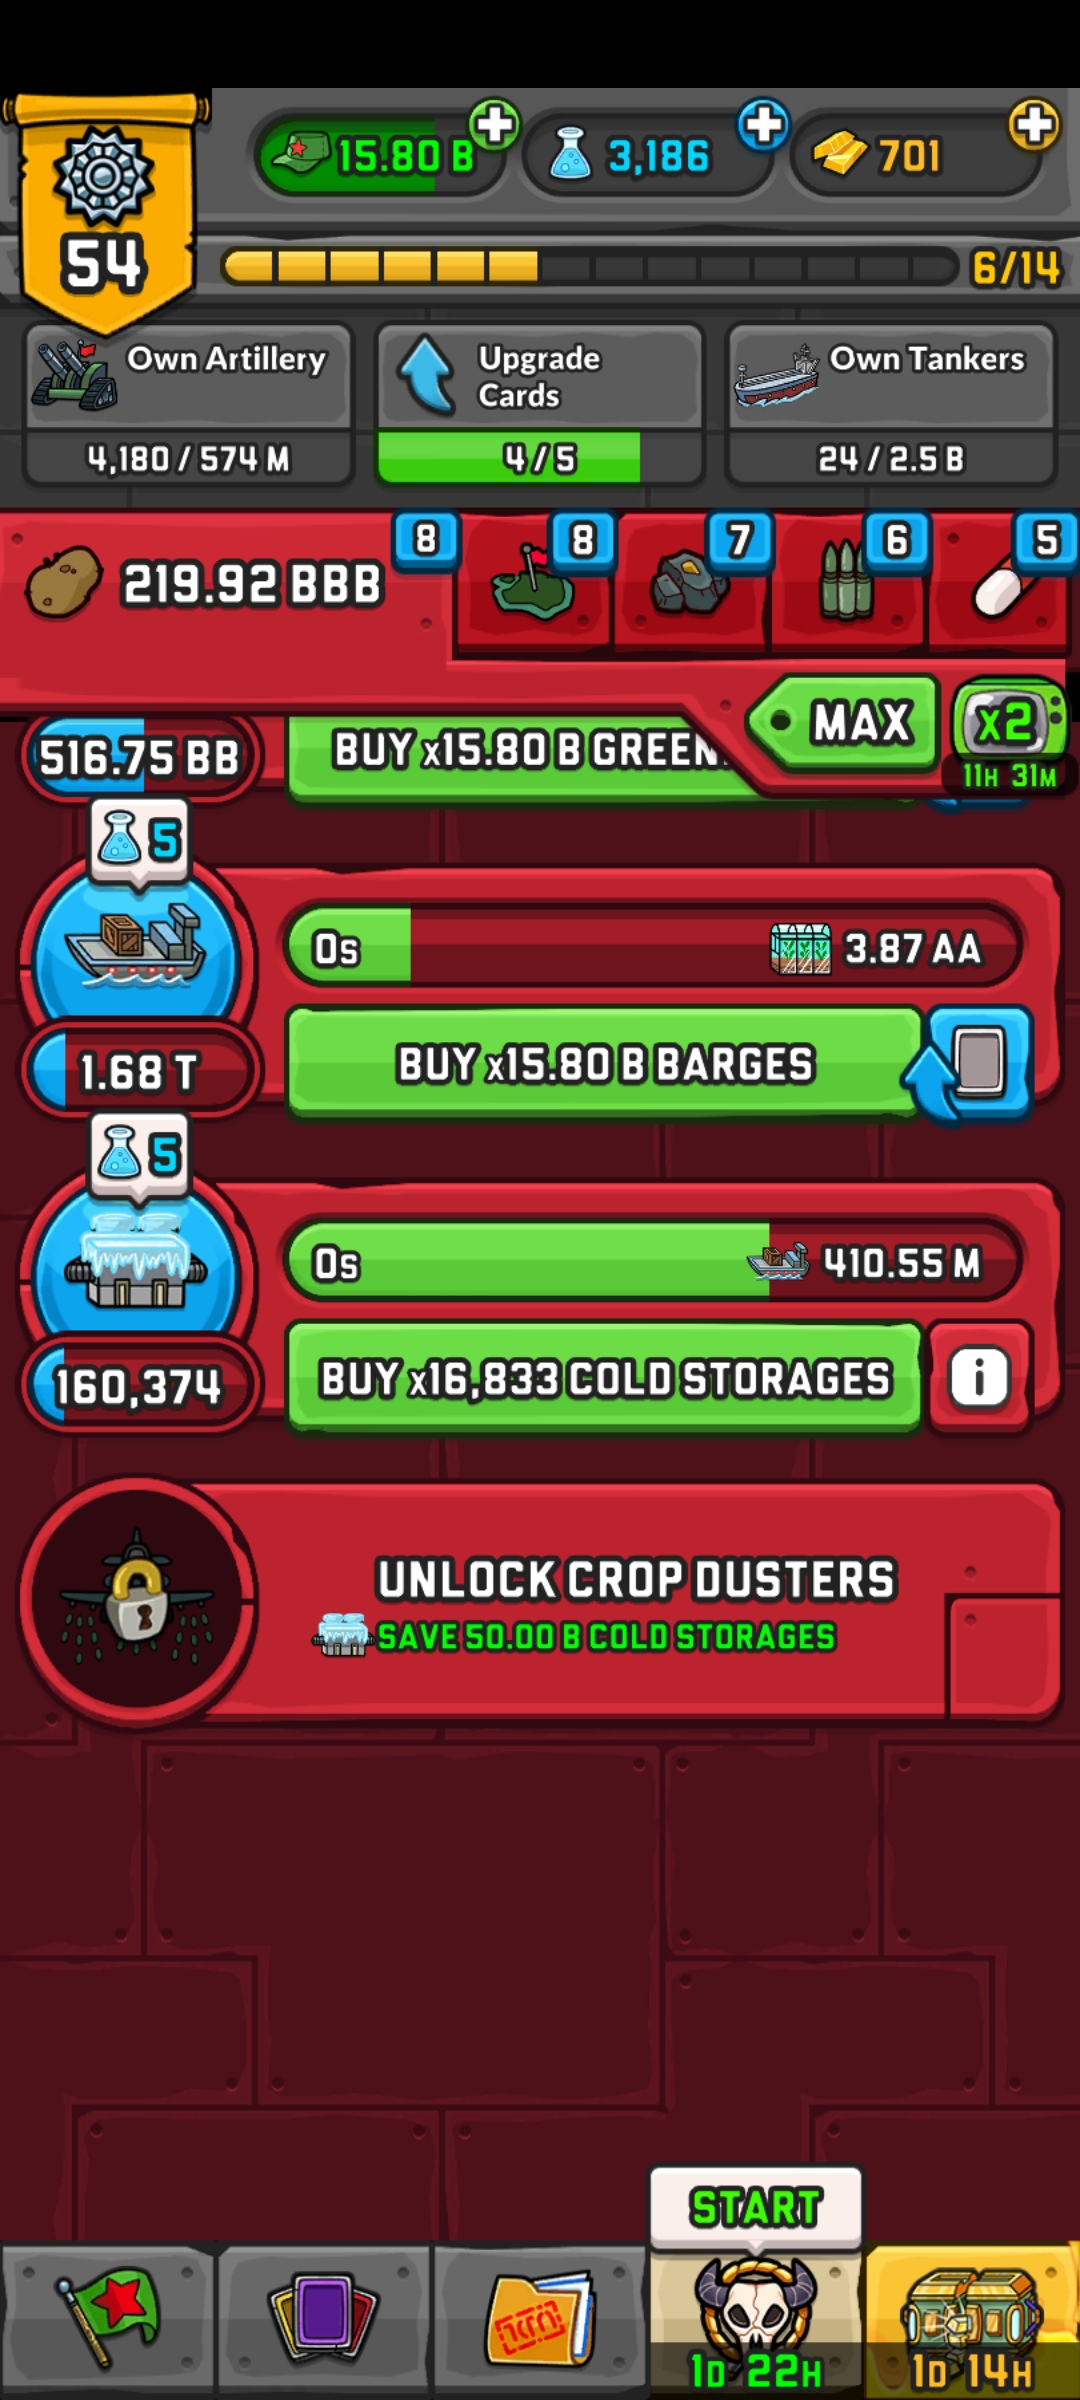 54
15.80 B
3,186
701
6/14
Own Artillery
4,180 / 574 M
Upgrade
Cards
4 / 5
Own Tankers
24 / 2.5 B
219.92 BBB
8
8
7
6
5
MAX
x2
11H 31M
516.75 BB
BUY x15.80 B GREEN
5
0s
3.87 AA
1.68 T
BUY x15.80 B BARGES
5
0s
410.55 M
160,374
BUY x16,833 COLD STORAGES
i
UNLOCK CROP DUSTERS
SAVE 50.00 B COLD STORAGES
START
1D 22H
1D 14H